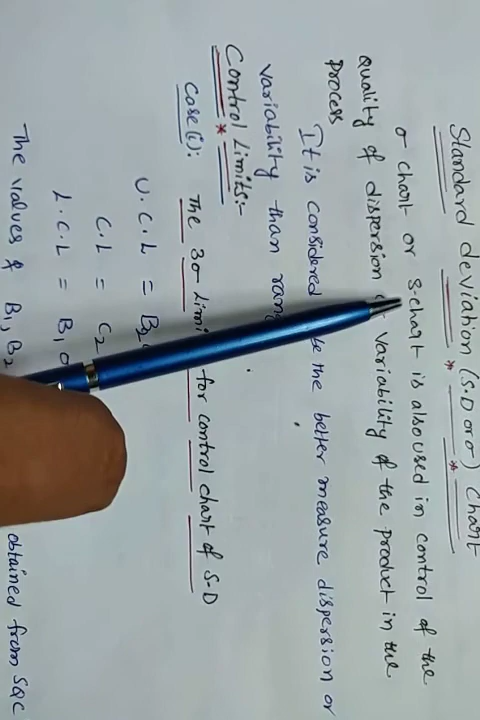 Standard deviation (S-D or σ) chart
σ chart or S-chart is also used in control of the
quality of dispersion variability of the product in the
process
It is considered be the better measure dispersion or
variability than
Control Limits:-
Case (i): The 3σ for control chart of S-D
U.C.L = B2
C.L = C2
L.C.L = B1 σ
The values of B1, B2 obtained from SQC